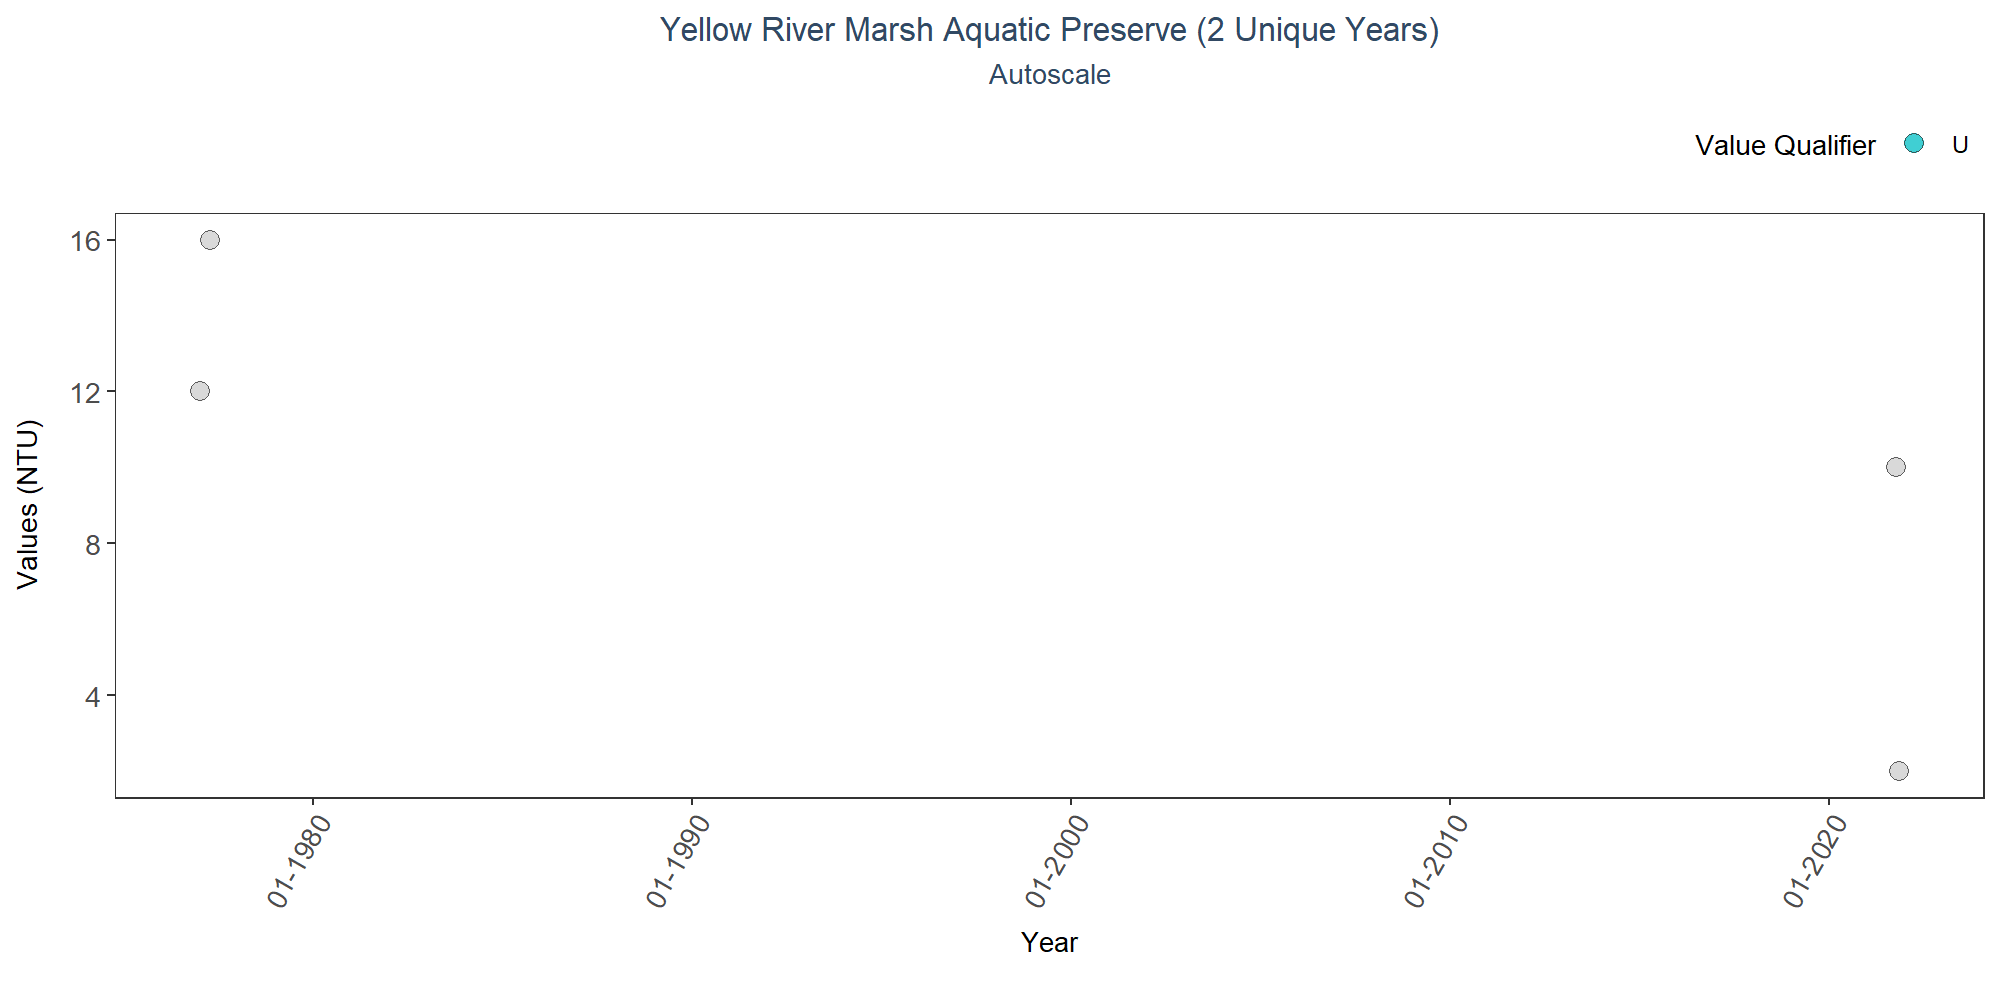 Yellow River Marsh Aquatic Preserve (2 Unique Years)
Autoscale
Value Qualifier U
16
12
8
4
Values (NTU)
01-1980
01-1990
01-2000
01-2010
01-2020
Year